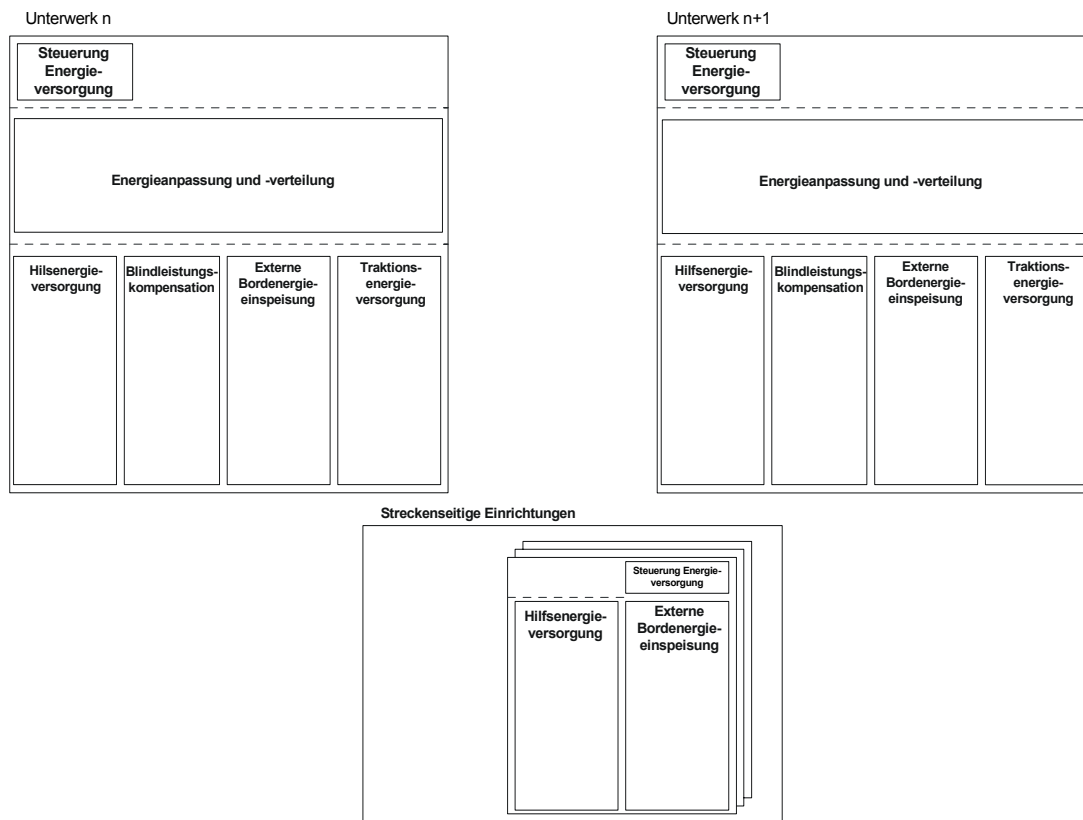 Unterwerk n
Steuerung
Energie-
versorgung
Energieanpassung und -verteilung
Hilsenergie-
versorgung
Blindleistungs-
kompensation
Externe
Bordenergie-
einspeisung
Traktions-
energie-
versorgung
Unterwerk n+1
Steuerung
Energie-
versorgung
Energieanpassung und -verteilung
Hilfsenergie-
versorgung
Blindleistungs-
kompensation
Externe
Bordenergie-
einspeisung
Traktions-
energie-
versorgung
Streckenseitige Einrichtungen
Steuerung Energie-
versorgung
Hilfsenergie-
versorgung
Externe
Bordenergie-
einspeisung